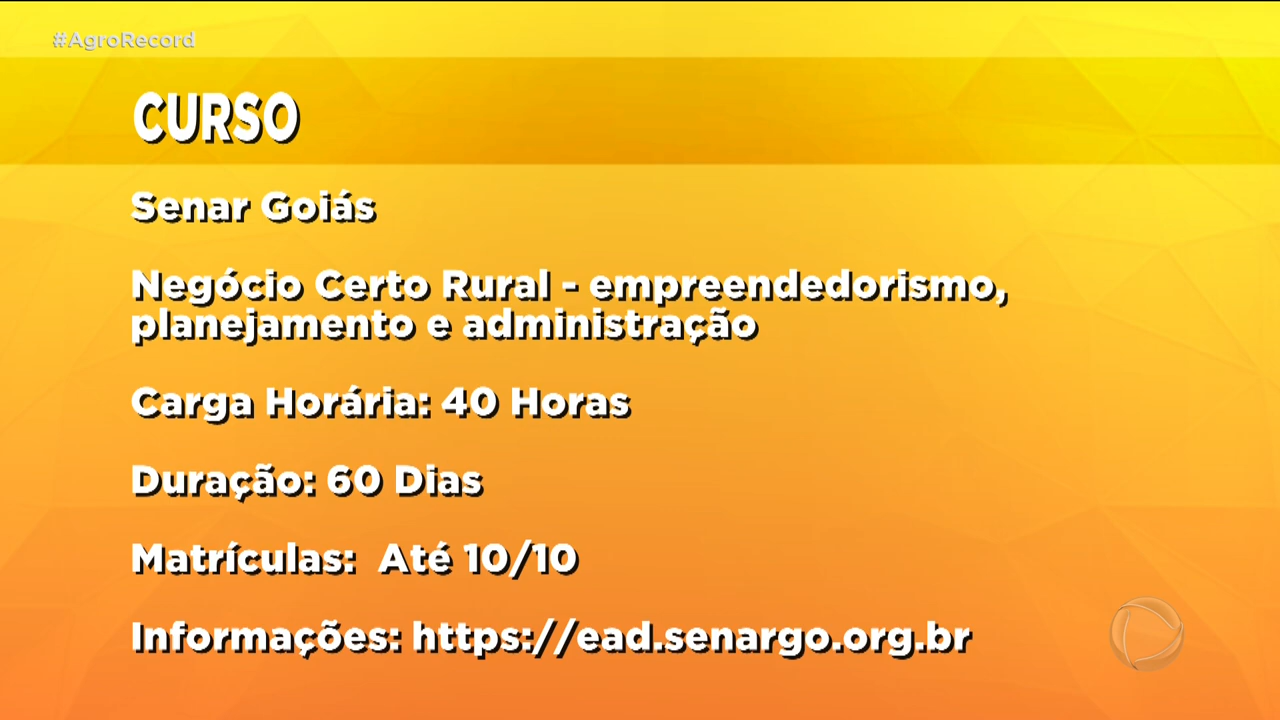 #AgroRecord
CURSO
Senar Goiás
Negócio Certo Rural - empreendedorismo,
planejamento e administração
Carga Horária: 40 Horas
Duração: 60 Dias
Matrículas:  Até 10/10
Informações: https://ead.senargo.org.br